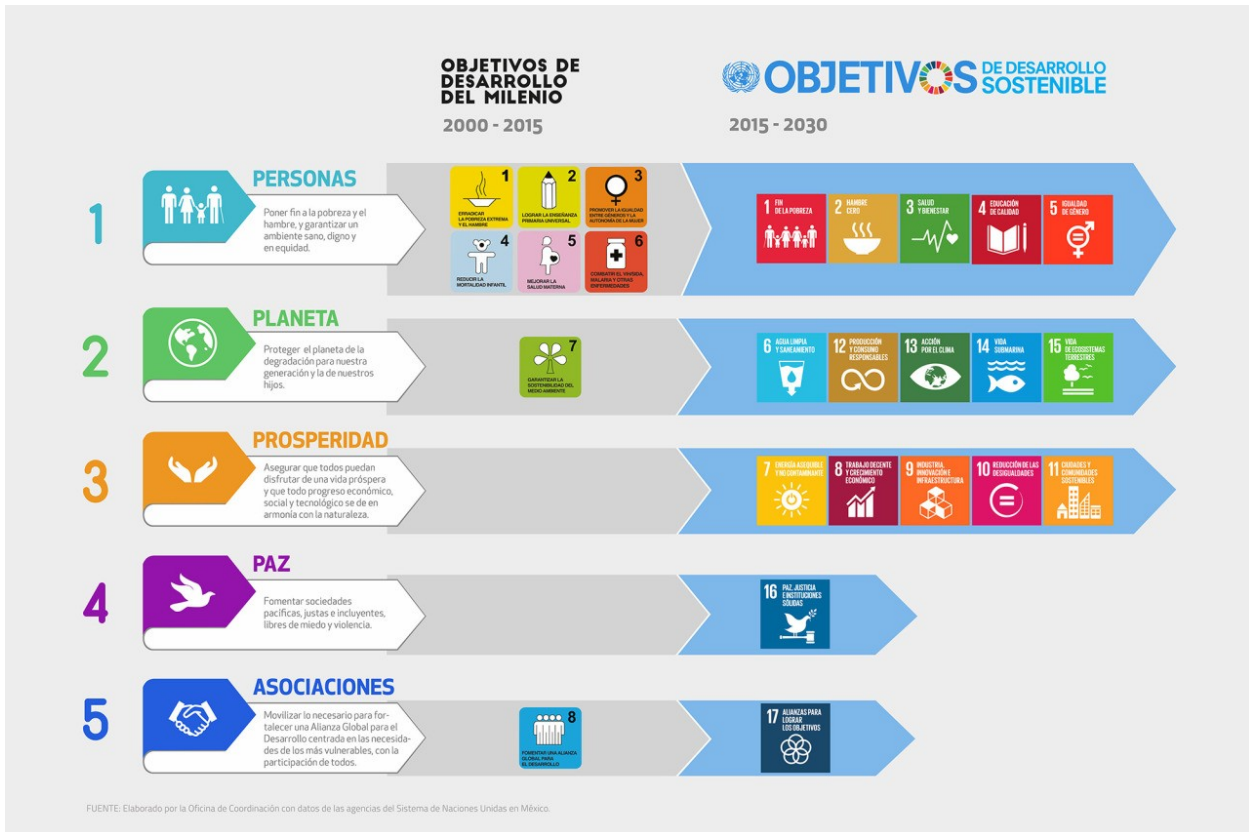 OBJETIVOS DE
DESARROLLO
DEL MILENIO
2000 - 2015
OBJETIVOS DE DESARROLLO
SOSTENIBLE
2015 - 2030
1
PERSONAS
Poner fin a la pobreza y el
hambre, y garantizar un
ambiente sano, digno y
en equidad.
1
ERRADICAR
LA POBREZA EXTREMA
Y EL HAMBRE
2
LOGRAR LA ENSEÑANZA
PRIMARIA UNIVERSAL
3
PROMOVER LA IGUALDAD
ENTRE GÉNEROS Y LA
AUTONOMÍA DE LA MUJER
4
REDUCIR LA
MORTALIDAD INFANTIL
5
MEJORAR LA
SALUD MATERNA
6
COMBATIR EL VIH/SIDA,
MALARIA Y OTRAS
ENFERMEDADES
1 FIN
DE LA POBREZA
2 HAMBRE
CERO
3 SALUD
Y BIENESTAR
4 EDUCACIÓN
DE CALIDAD
5 IGUALDAD
DE GÉNERO
2
PLANETA
Proteger el planeta de la
degradación para nuestra
generación y la de nuestros
hijos.
7
GARANTIZAR LA
SOSTENIBILIDAD DEL
MEDIO AMBIENTE
6 AGUA LIMPIA
Y SANEAMIENTO
12 PRODUCCIÓN
Y CONSUMO
RESPONSABLES
13 ACCIÓN
POR EL CLIMA
14 VIDA
SUBMARINA
15 VIDA
DE ECOSISTEMAS
TERRESTRES
3
PROSPERIDAD
Asegurar que todos puedan
disfrutar de una vida próspera
y que todo progreso económico,
social y tecnológico se de en
armonía con la naturaleza.
7 ENERGÍA ASEQUIBLE
Y NO CONTAMINANTE
8 TRABAJO DECENTE
Y CRECIMIENTO
ECONÓMICO
9 INDUSTRIA,
INNOVACIÓN E
INFRAESTRUCTURA
10 REDUCCIÓN DE LAS
DESIGUALDADES
11 CIUDADES Y
COMUNIDADES
SOSTENIBLES
4
PAZ
Fomentar sociedades
pacíficas, justas e incluyentes,
libres de miedo y violencia.
16 PAZ, JUSTICIA
E INSTITUCIONES
SÓLIDAS
5
ASOCIACIONES
Movilizar lo necesario para for-
talecer una Alianza Global para el
Desarrollo centrada en las necesida-
des de los más vulnerables, con la
participación de todos.
8
FOMENTAR UNA ALIANZA
GLOBAL PARA
EL DESARROLLO
17 ALIANZAS PARA
LOGRAR
LOS OBJETIVOS
FUENTE: Elaborado por la Oficina de Coordinación con datos de las agencias del Sistema de Naciones Unidas en México.